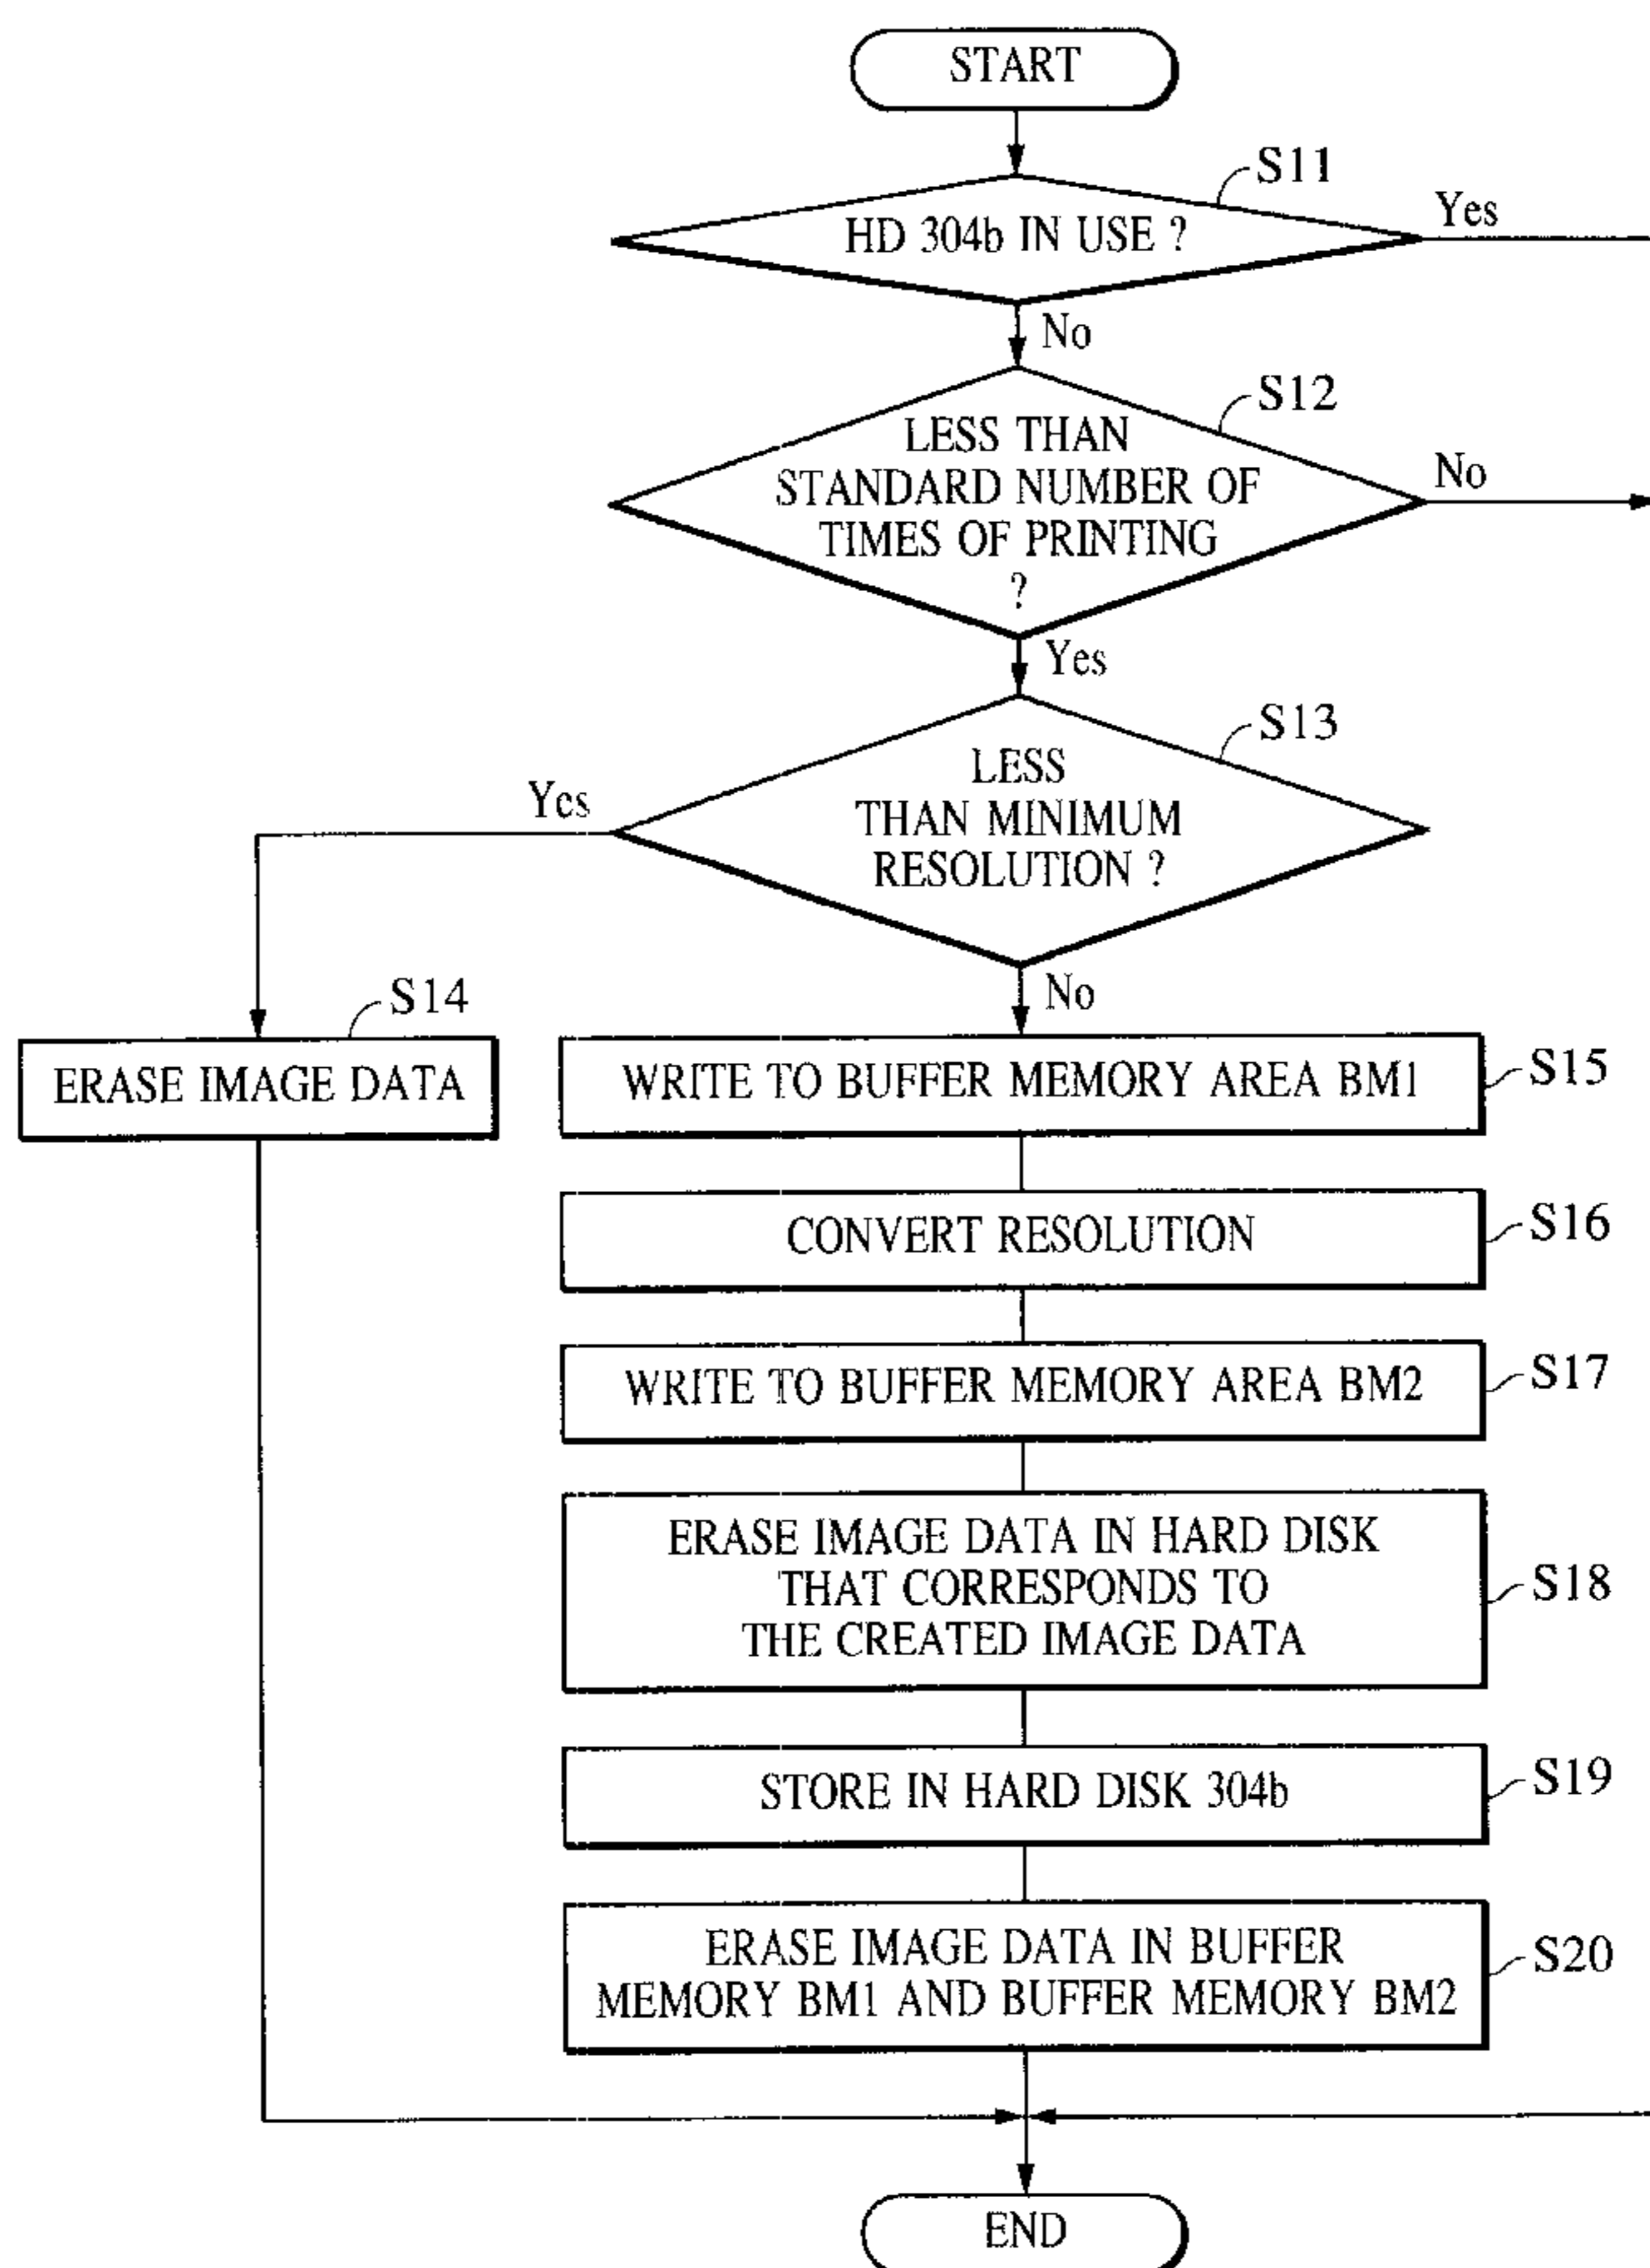 START
S11
HD 304b IN USE ?
Yes
No
S12
LESS THAN
STANDARD NUMBER OF
TIMES OF PRINTING
?
No
Yes
S13
LESS
THAN MINIMUM
RESOLUTION ?
Yes
No
S14
ERASE IMAGE DATA
WRITE TO BUFFER MEMORY AREA BM1
S15
CONVERT RESOLUTION
S16
WRITE TO BUFFER MEMORY AREA BM2
S17
ERASE IMAGE DATA IN HARD DISK
THAT CORRESPONDS TO
THE CREATED IMAGE DATA
S18
STORE IN HARD DISK 304b
S19
ERASE IMAGE DATA IN BUFFER
MEMORY BM1 AND BUFFER MEMORY BM2
S20
END